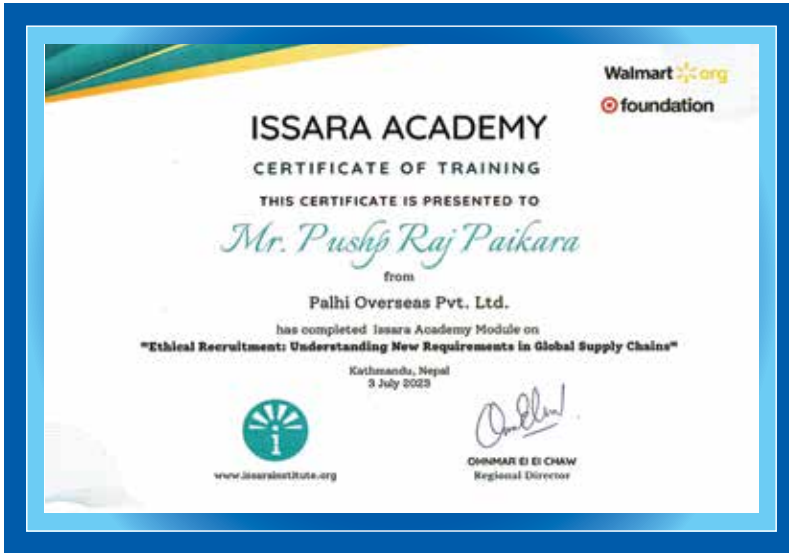 Walmart org
foundation
ISSARA ACADEMY
CERTIFICATE OF TRAINING
THIS CERTIFICATE IS PRESENTED TO
Mr. Pushp Raj Paikara
from
Palhi Overseas Pvt. Ltd.
has completed Issara Academy Module on
"Ethical Recruitment: Understanding New Requirements in Global Supply Chains"
Kathmandu, Nepal
3 July 2023
i
www.issarainstitute.org
OHNMAR EI EI CHAW
Regional Director